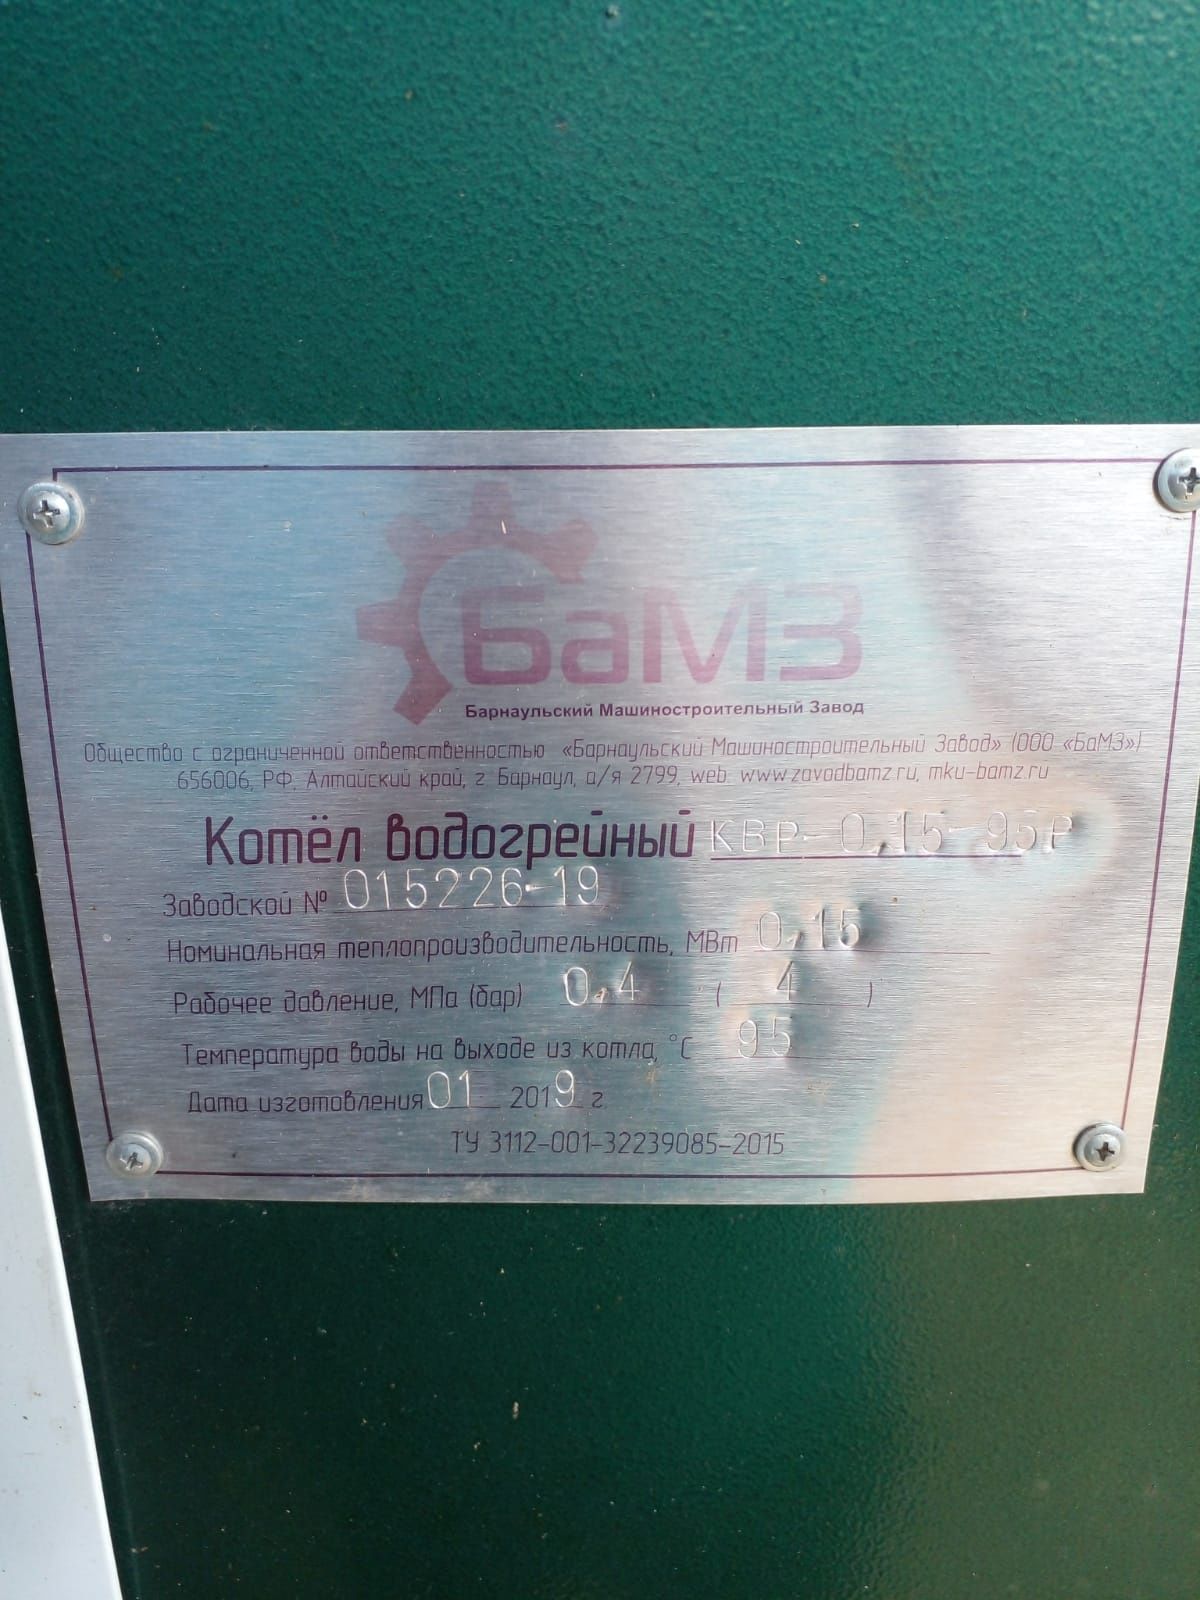 БаМЗ
Барнаульский Машиностроительный Завод
Общество с ограниченной ответственностью «Барнаульский Машиностроительный Завод» (ООО «БаМЗ»)
656006, РФ, Алтайский край, г. Барнаул, а/я 2799, web. www.zavodbamz.ru, mku-bamz.ru
Котёл водогрейный КВР-0,15-95Р
Заводской № 015226-19
Номинальная теплопроизводительность, МВт 0,15
Рабочее давление, МПа (бар) 0,4 ( 4 )
Температура воды на выходе из котла, °С 95
Дата изготовления 01 2019 г.
ТУ 3112-001-32239085-2015